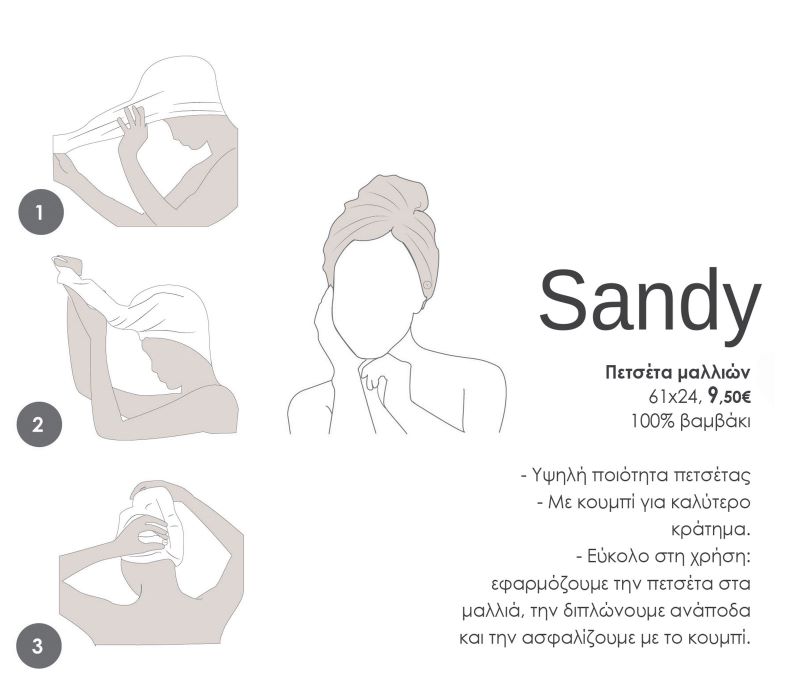 1
2
3
Sandy
Πετσέτα μαλλιών
61x24, 9,50€
100% βαμβάκι
- Υψηλή ποιότητα πετσέτας
- Με κουμπί για καλύτερο
κράτημα.
- Εύκολο στη χρήση:
εφαρμόζουμε την πετσέτα στα
μαλλιά, την διπλώνουμε ανάποδα
και την ασφαλίζουμε με το κουμπί.